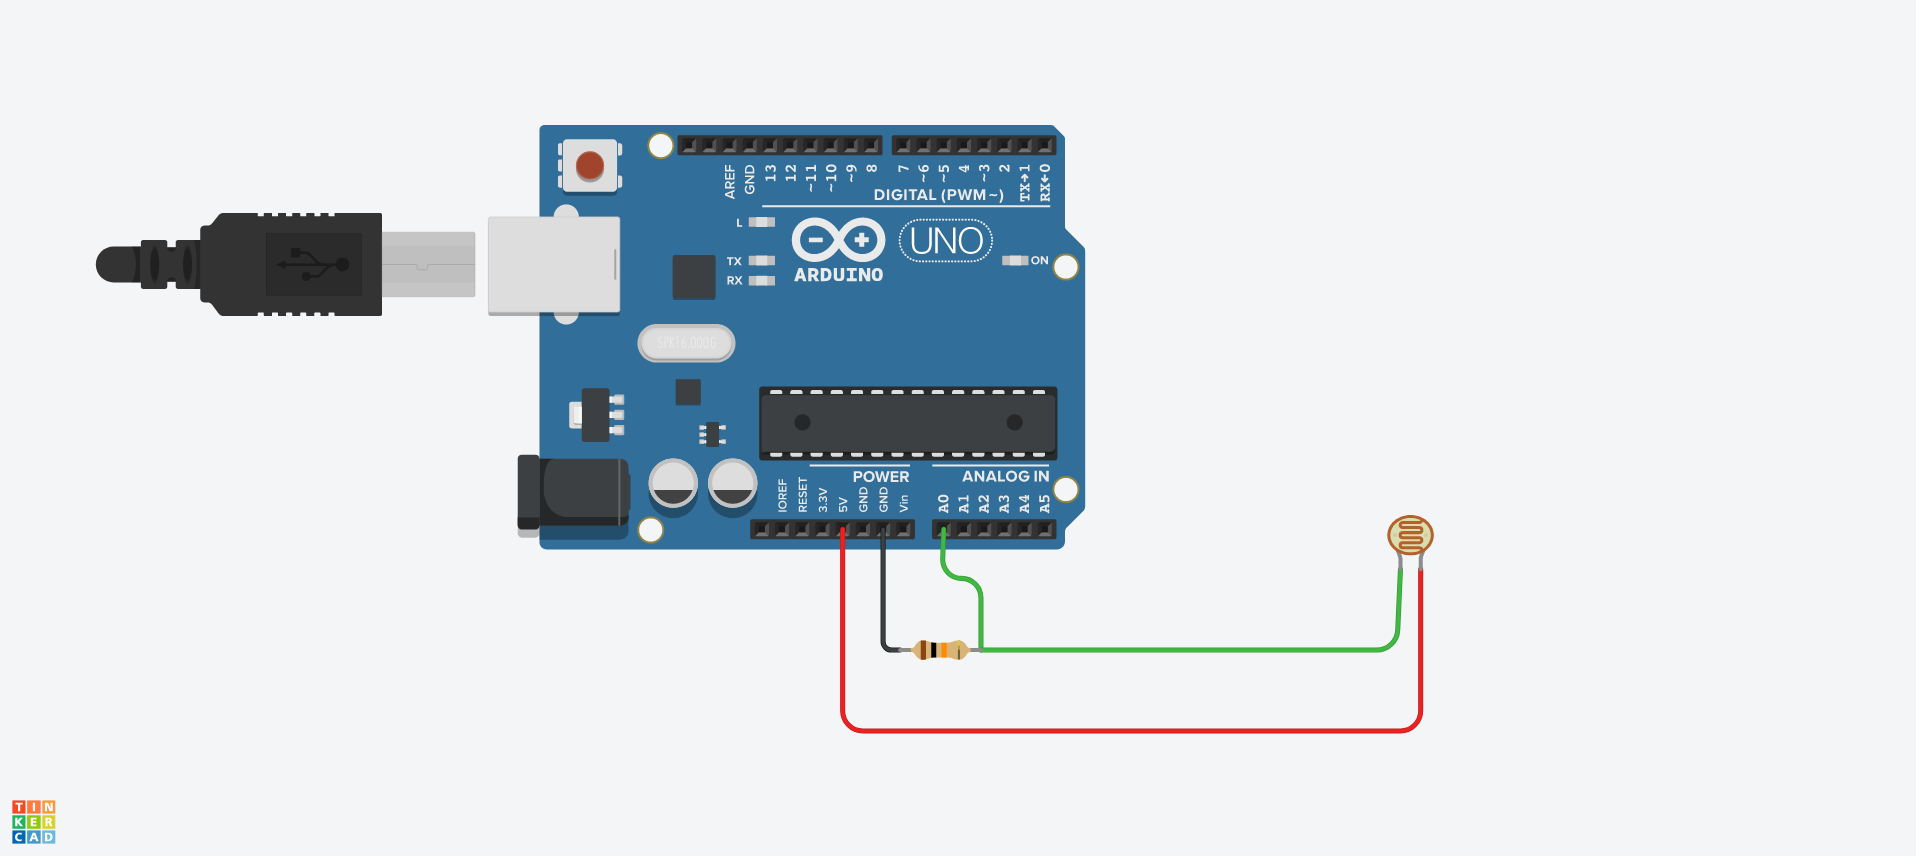 AREF
GND
13
12
~11
~10
~9
8
7
~6
~5
4
~3
2
TX→1
RX←0
DIGITAL (PWM~)
L
TX
RX
UNO
ARDUINO
ON
SPK16.000G
POWER
ANALOG IN
IOREF
RESET
3.3V
5V
GND
GND
Vin
A0
A1
A2
A3
A4
A5
TIN
KER
CAD